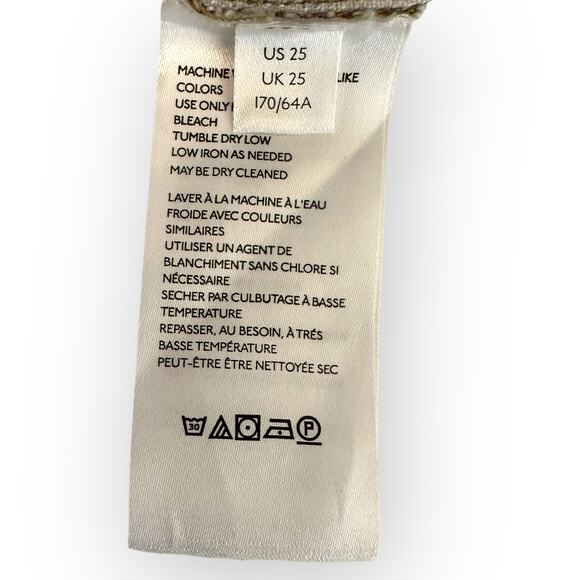 US 25
UK 25
170/64A
MACHINE LIKE
COLORS
USE ONLY
BLEACH
TUMBLE DRY LOW
LOW IRON AS NEEDED
MAY BE DRY CLEANED
LAVER À LA MACHINE À L'EAU
FROIDE AVEC COULEURS
SIMILAIRES
UTILISER UN AGENT DE
BLANCHIMENT SANS CHLORE SI
NÉCESSAIRE
SECHER PAR CULBUTAGE À BASSE
TEMPERATURE
REPASSER, AU BESOIN, À TRÉS
BASSE TEMPÉRATURE
PEUT-ÊTRE ÊTRE NETTOYÉE SEC
30 P